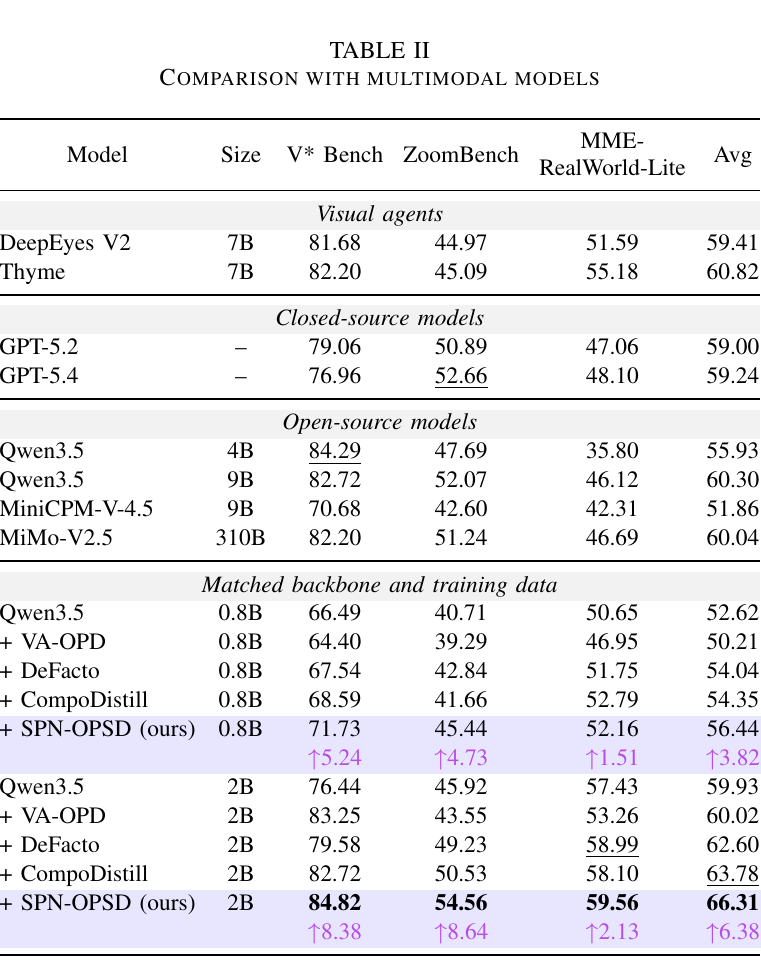 TABLE II
COMPARISON WITH MULTIMODAL MODELS
Model Size V* Bench ZoomBench MME-RealWorld-Lite Avg
Visual agents
DeepEyes V2 7B 81.68 44.97 51.59 59.41
Thyme 7B 82.20 45.09 55.18 60.82
Closed-source models
GPT-5.2 – 79.06 50.89 47.06 59.00
GPT-5.4 – 76.96 52.66 48.10 59.24
Open-source models
Qwen3.5 4B 84.29 47.69 35.80 55.93
Qwen3.5 9B 82.72 52.07 46.12 60.30
MiniCPM-V-4.5 9B 70.68 42.60 42.31 51.86
MiMo-V2.5 310B 82.20 51.24 46.69 60.04
Matched backbone and training data
Qwen3.5 0.8B 66.49 40.71 50.65 52.62
+ VA-OPD 0.8B 64.40 39.29 46.95 50.21
+ DeFacto 0.8B 67.54 42.84 51.75 54.04
+ CompoDistill 0.8B 68.59 41.66 52.79 54.35
+ SPN-OPSD (ours) 0.8B 71.73 45.44 52.16 56.44
↑5.24 ↑4.73 ↑1.51 ↑3.82
Qwen3.5 2B 76.44 45.92 57.43 59.93
+ VA-OPD 2B 83.25 43.55 53.26 60.02
+ DeFacto 2B 79.58 49.23 58.99 62.60
+ CompoDistill 2B 82.72 50.53 58.10 63.78
+ SPN-OPSD (ours) 2B 84.82 54.56 59.56 66.31
↑8.38 ↑8.64 ↑2.13 ↑6.38